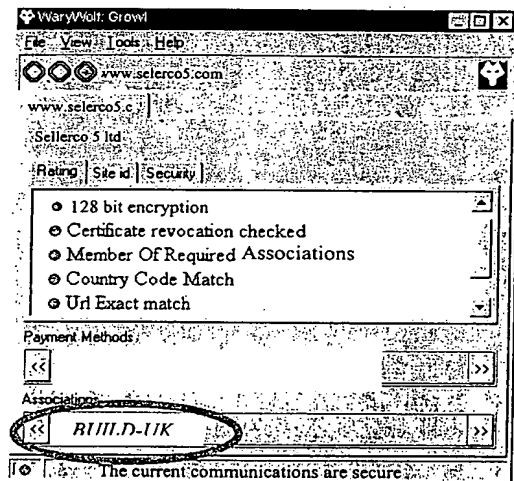 WaryWolf: Growl
File View Tools Help
www.selerco5.com
www.selerco5.c
Sellerco 5 ltd
Rating Site id Security
128 bit encryption
Certificate revocation checked
Member Of Required Associations
Country Code Match
Url Exact match
Payment Methods
<< >>
Associations
<< BUILD-UK >>
The current communications are secure